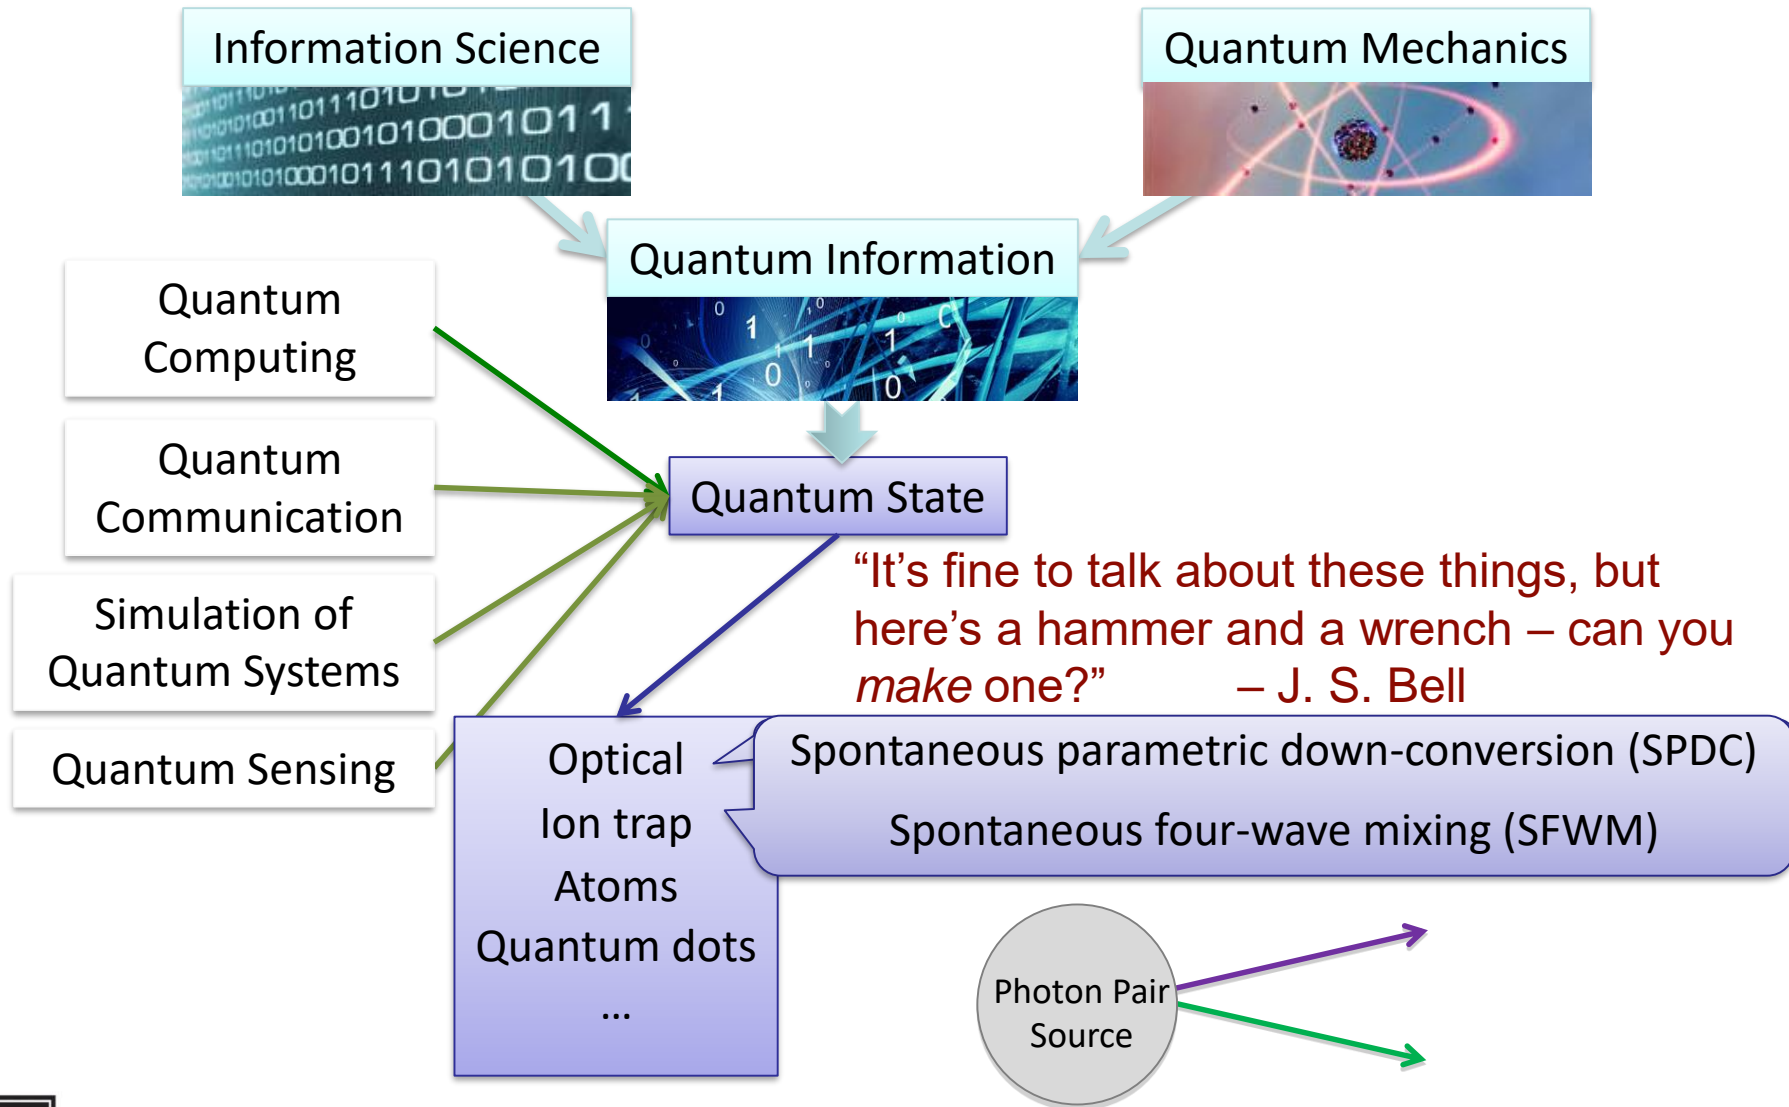 Information Science
Quantum Mechanics
Quantum Information
Quantum
Computing
Quantum
Communication
Simulation of
Quantum Systems
Quantum Sensing
Quantum State
“It’s fine to talk about these things, but
here’s a hammer and a wrench – can you
make one?” – J. S. Bell
Optical
Ion trap
Atoms
Quantum dots
...
Spontaneous parametric down-conversion (SPDC)
Spontaneous four-wave mixing (SFWM)
Photon Pair
Source